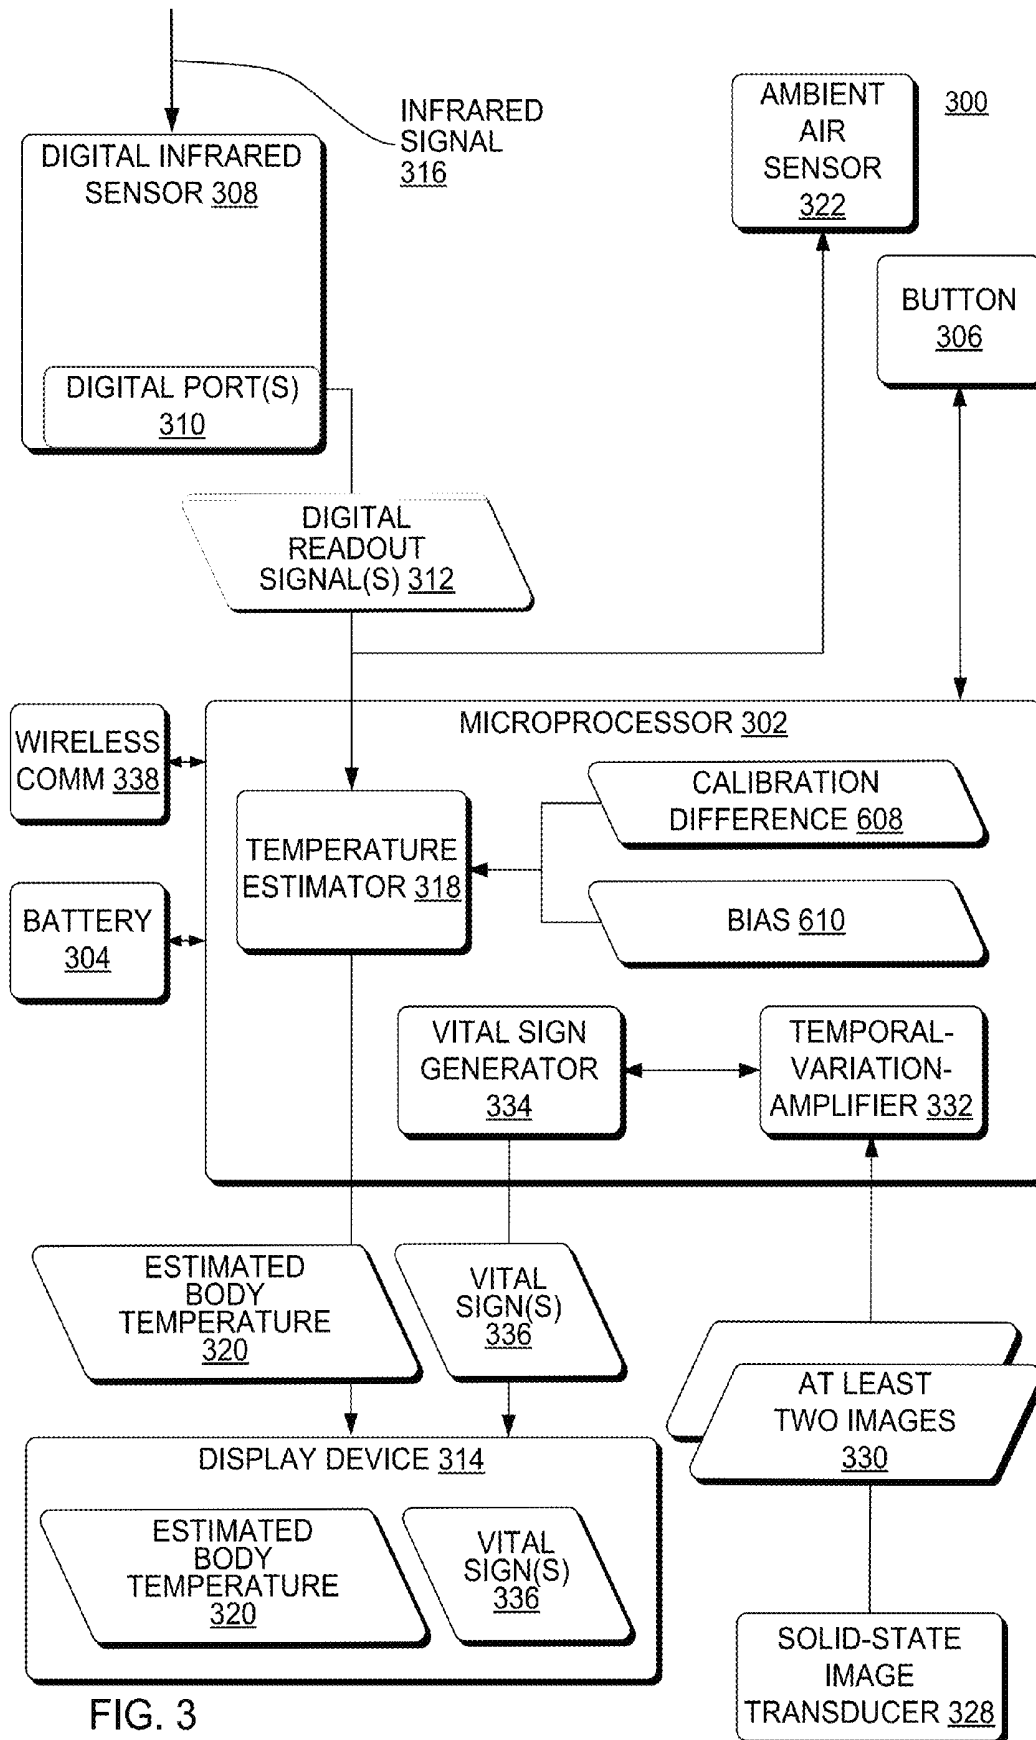 INFRARED
SIGNAL
316
AMBIENT
AIR
SENSOR
322
300
DIGITAL INFRARED
SENSOR 308
BUTTON
306
DIGITAL PORT(S)
310
DIGITAL
READOUT
SIGNAL(S) 312
MICROPROCESSOR 302
WIRELESS
COMM 338
CALIBRATION
DIFFERENCE 608
TEMPERATURE
ESTIMATOR 318
BATTERY
304
BIAS 610
VITAL SIGN
GENERATOR
334
TEMPORAL-
VARIATION-
AMPLIFIER 332
ESTIMATED
BODY
TEMPERATURE
320
VITAL
SIGN(S)
336
AT LEAST
TWO IMAGES
330
DISPLAY DEVICE 314
ESTIMATED
BODY
TEMPERATURE
320
VITAL
SIGN(S)
336
SOLID-STATE
IMAGE
TRANSDUCER 328
FIG. 3